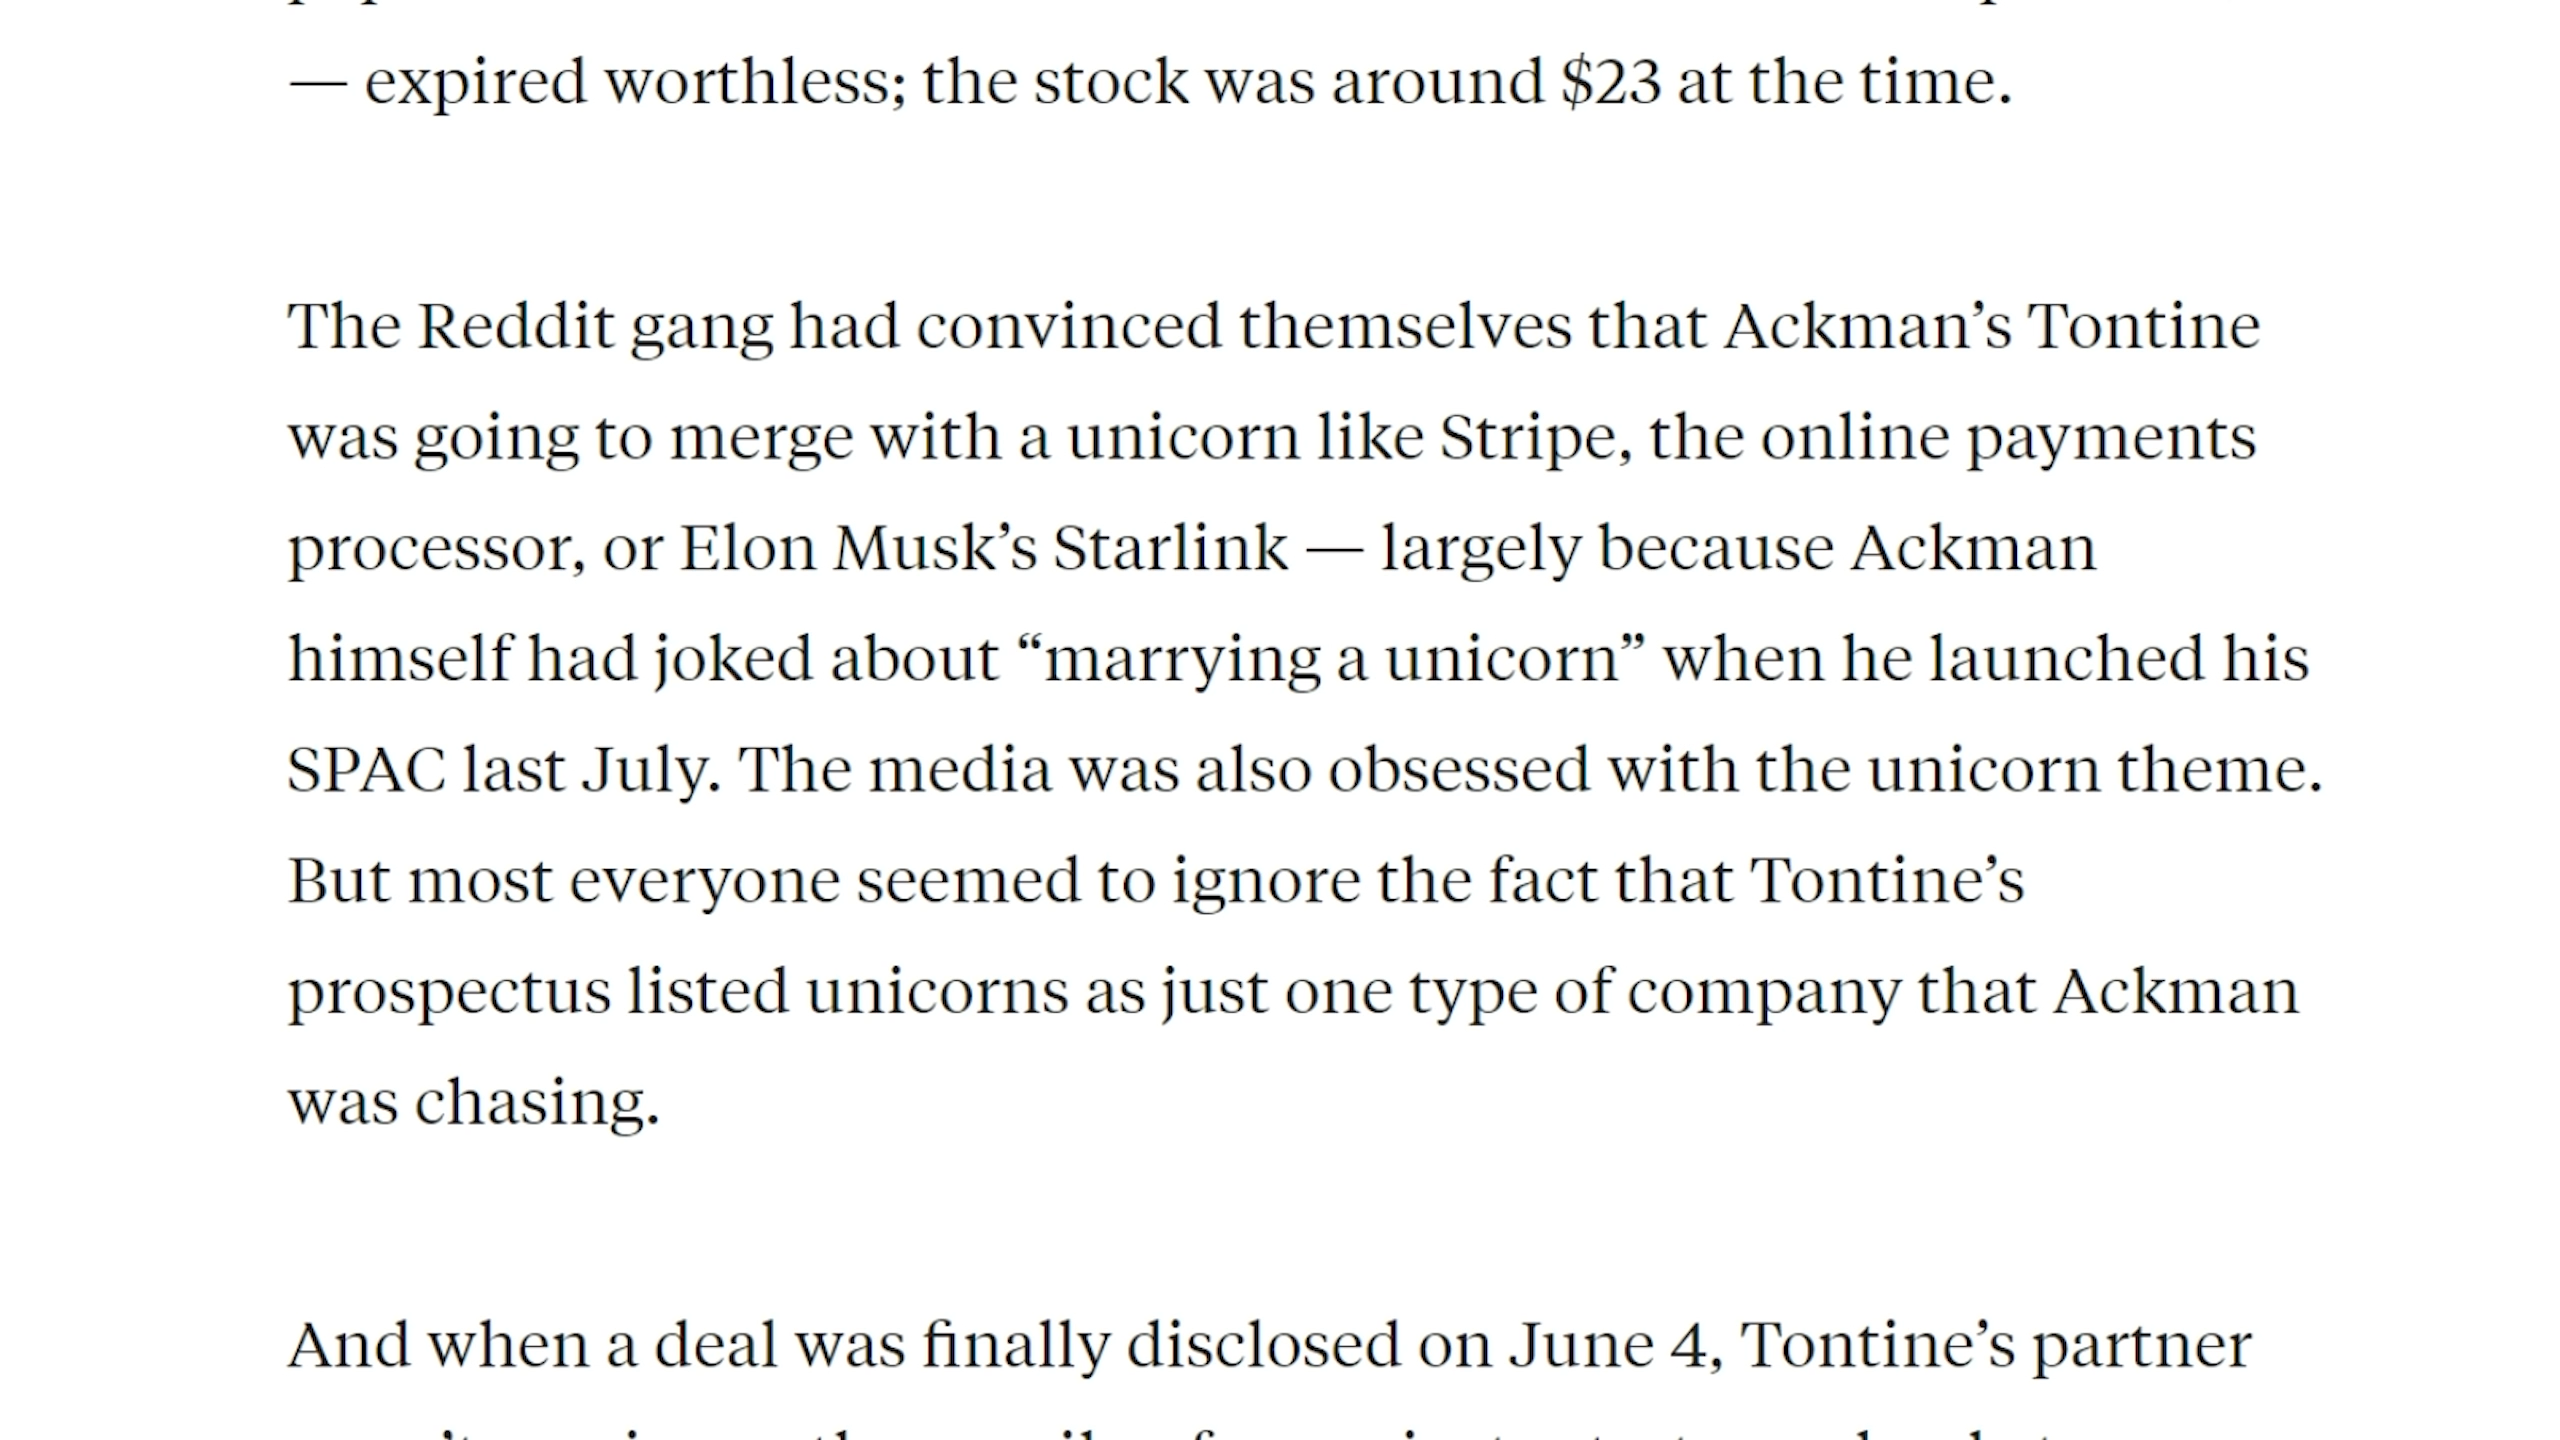 — expired worthless; the stock was around $23 at the time.
The Reddit gang had convinced themselves that Ackman’s Tontine
was going to merge with a unicorn like Stripe, the online payments
processor, or Elon Musk’s Starlink — largely because Ackman
himself had joked about “marrying a unicorn” when he launched his
SPAC last July. The media was also obsessed with the unicorn theme.
But most everyone seemed to ignore the fact that Tontine’s
prospectus listed unicorns as just one type of company that Ackman
was chasing.
And when a deal was finally disclosed on June 4, Tontine’s partner